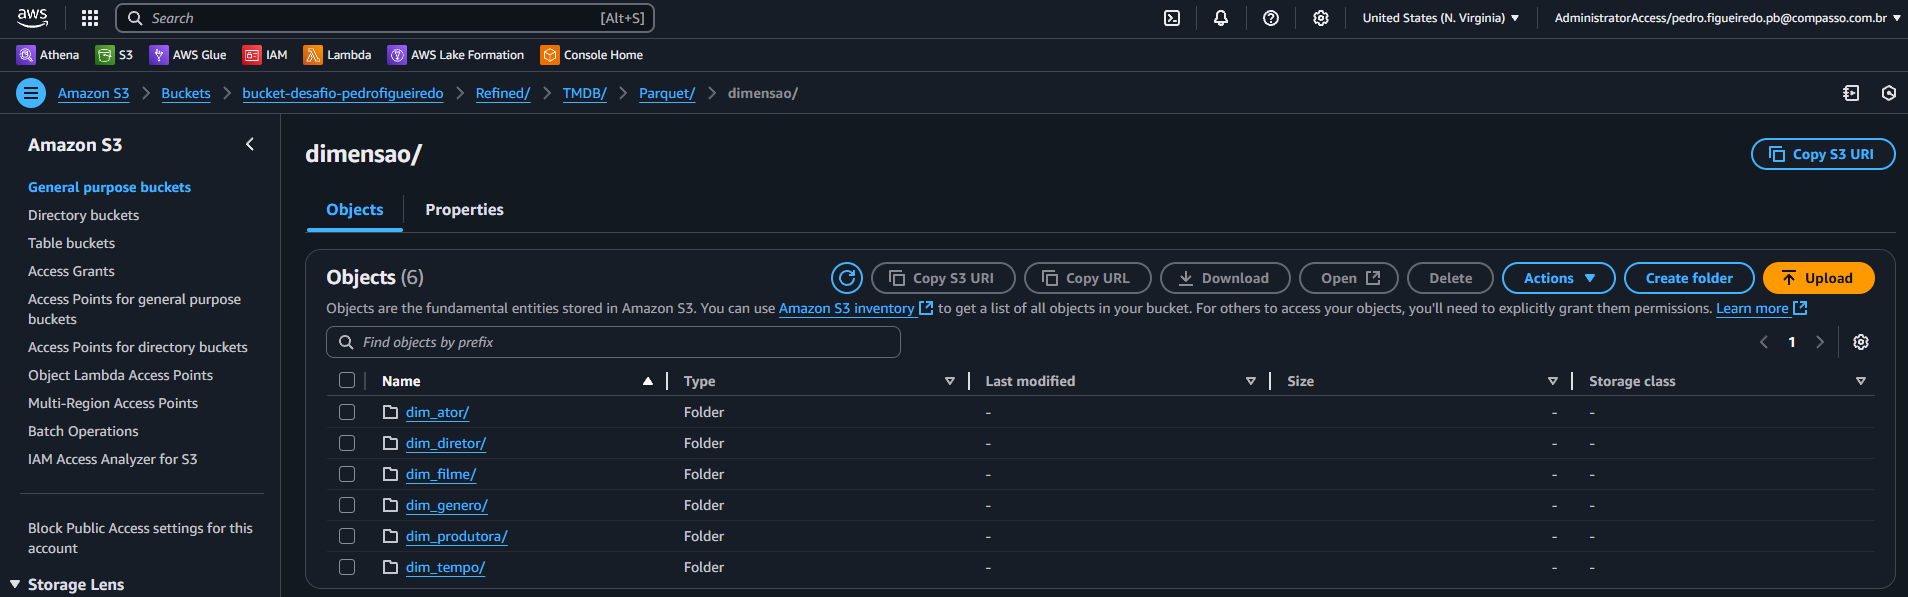 aws Search [Alt+S] United States (N. Virginia) AdministratorAccess/pedro.figueiredo.pb@compasso.com.br
Athena S3 AWS Glue IAM Lambda AWS Lake Formation Console Home
Amazon S3 Buckets bucket-desafio-pedrofigueiredo Refined/ TMDB/ Parquet/ dimensao/
Amazon S3
General purpose buckets
Directory buckets
Table buckets
Access Grants
Access Points for general purpose
buckets
Access Points for directory buckets
Object Lambda Access Points
Multi-Region Access Points
Batch Operations
IAM Access Analyzer for S3
Block Public Access settings for this
account
Storage Lens
dimensao/
Copy S3 URI
Objects Properties
Objects (6)
Copy S3 URI Copy URL Download Open Delete Actions Create folder Upload
Objects are the fundamental entities stored in Amazon S3. You can use Amazon S3 inventory to get a list of all objects in your bucket. For others to access your objects, you'll need to explicitly grant them permissions. Learn more
Find objects by prefix
1
Name Type Last modified Size Storage class
dim_ator/ Folder - - -
dim_diretor/ Folder - - -
dim_filme/ Folder - - -
dim_genero/ Folder - - -
dim_produtora/ Folder - - -
dim_tempo/ Folder - - -